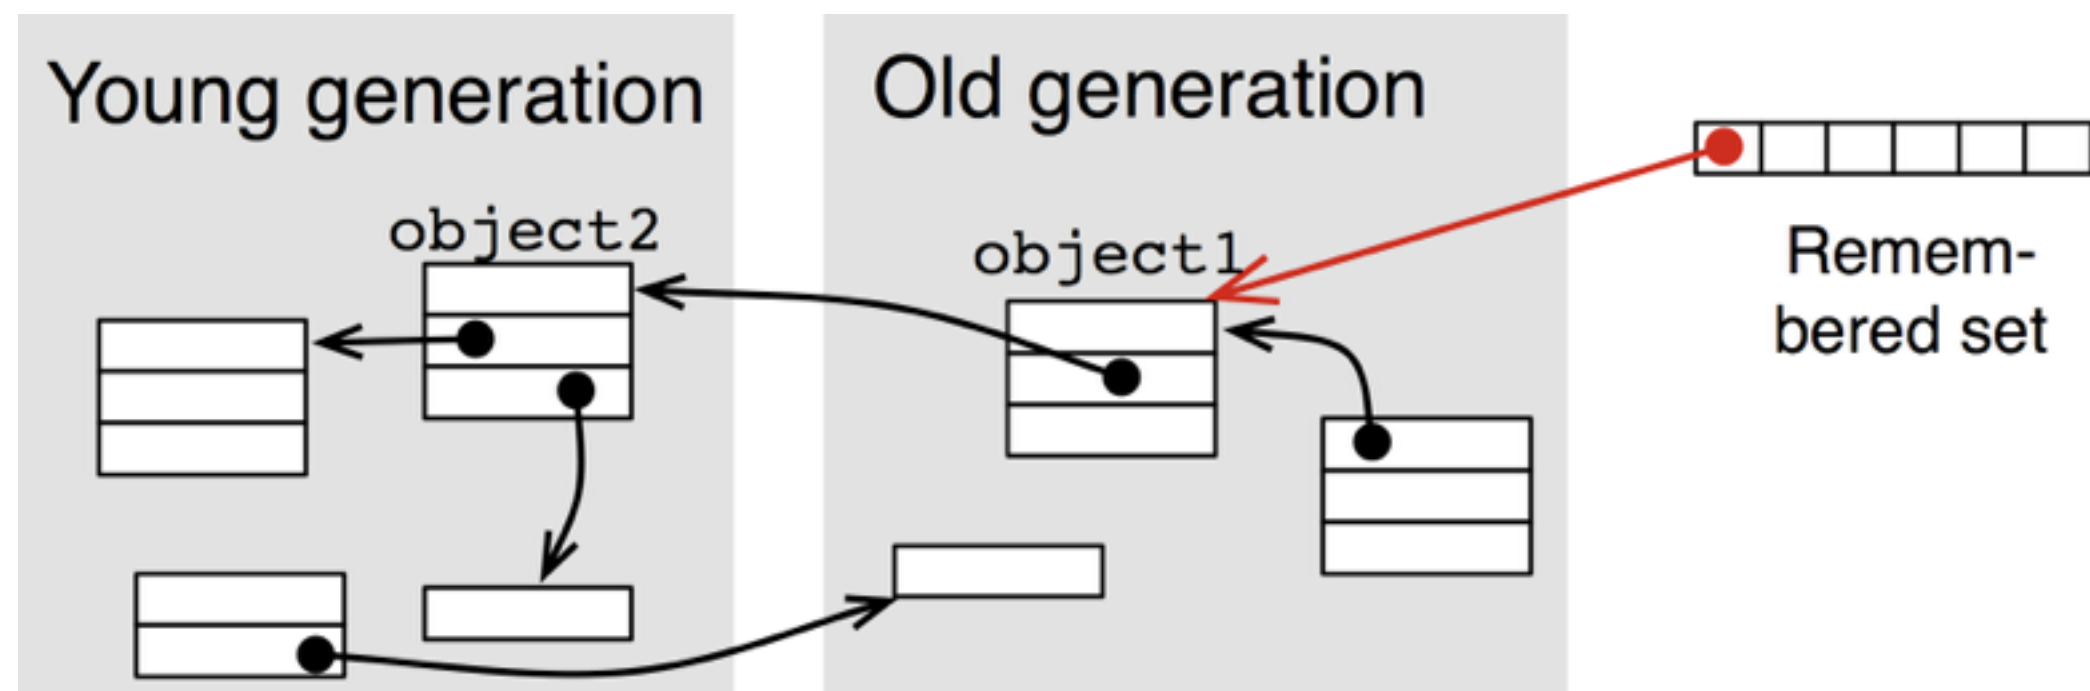 Young generation
Old generation
object2
object1
Remem-
bered set